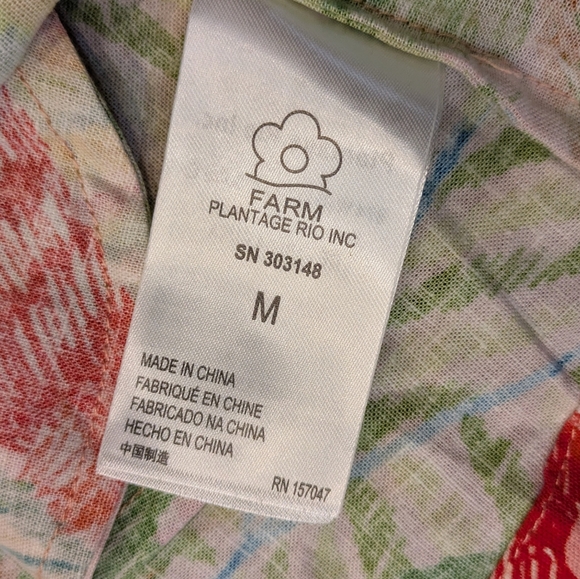 FARM
PLANTAGE RIO INC
SN 303148
M
MADE IN CHINA
FABRIQUÉ EN CHINE
FABRICADO NA CHINA
HECHO EN CHINA
中国制造
RN 157047